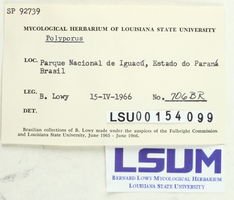 SP 92739
MYCOLOGICAL HERBARIUM OF LOUISIANA STATE UNIVERSITY
Polyporus
LOC. Parque Nacional de Iguacú, Estado do Paraná
Brasil
LEG. B. Lowy 15-IV-1966 No. 706BR
DET.
LSU00154099
Brazilian collections of B. Lowy made under the auspices of the Fulbright Commission
and Louisiana State University, June 1965 - June 1966.
LSUM
BERNARD LOWY MYCOLOGICAL HERBARIUM
LOUISIANA STATE UNIVERSITY